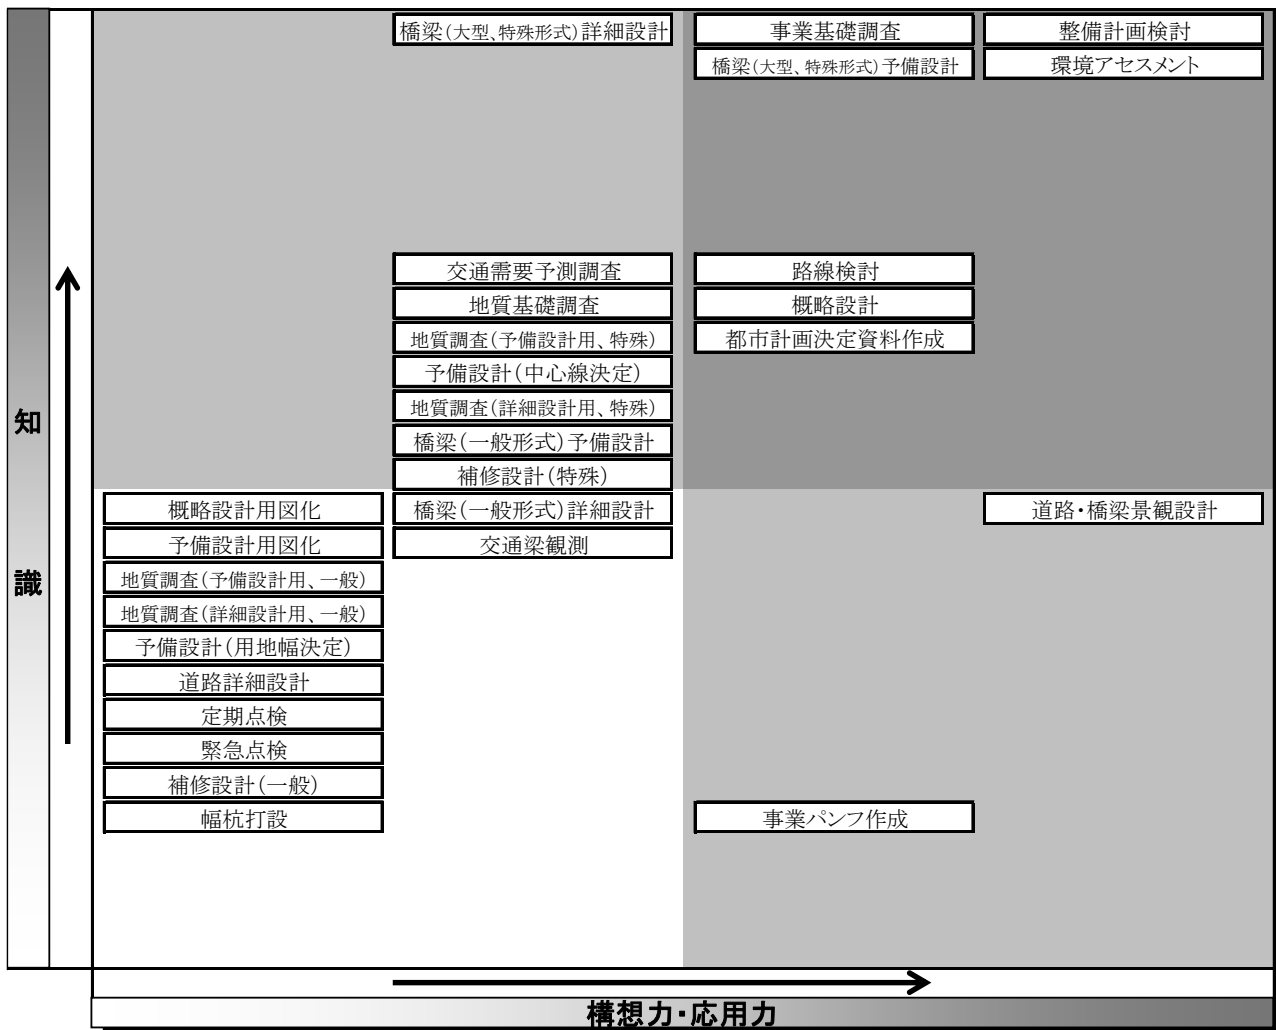 橋梁(大型、特殊形式)詳細設計
事業基礎調査
整備計画検討
橋梁(大型、特殊形式)予備設計
環境アセスメント
交通需要予測調査
路線検討
地質基礎調査
概略設計
地質調査(予備設計用、特殊)
都市計画決定資料作成
予備設計(中心線決定)
地質調査(詳細設計用、特殊)
橋梁(一般形式)予備設計
補修設計(特殊)
概略設計用図化
橋梁(一般形式)詳細設計
道路・橋梁景観設計
予備設計用図化
交通梁観測
地質調査(予備設計用、一般)
地質調査(詳細設計用、一般)
予備設計(用地幅決定)
道路詳細設計
定期点検
緊急点検
補修設計(一般)
幅杭打設
事業パンフ作成
知識
構想力・応用力